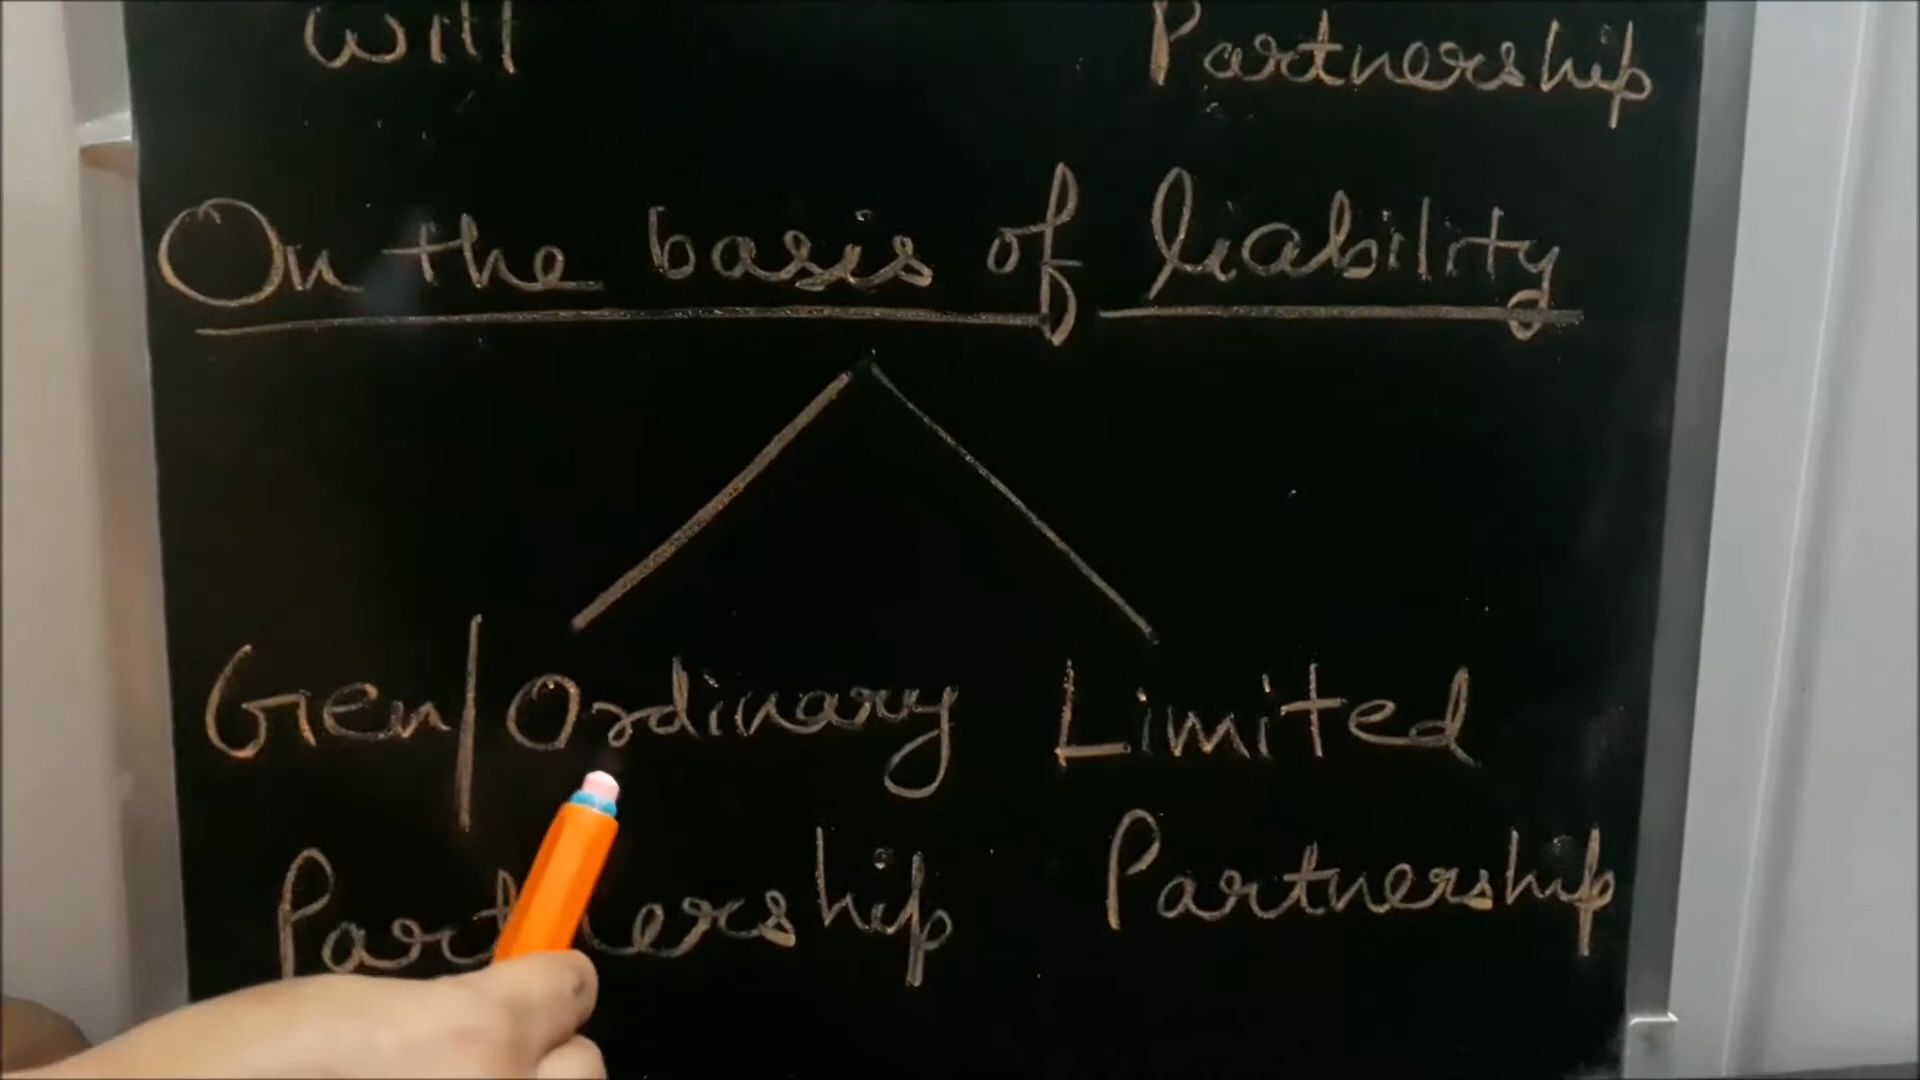 Will Partnership
On the basis of liability
Gen/Ordinary Limited
Partnership Partnership